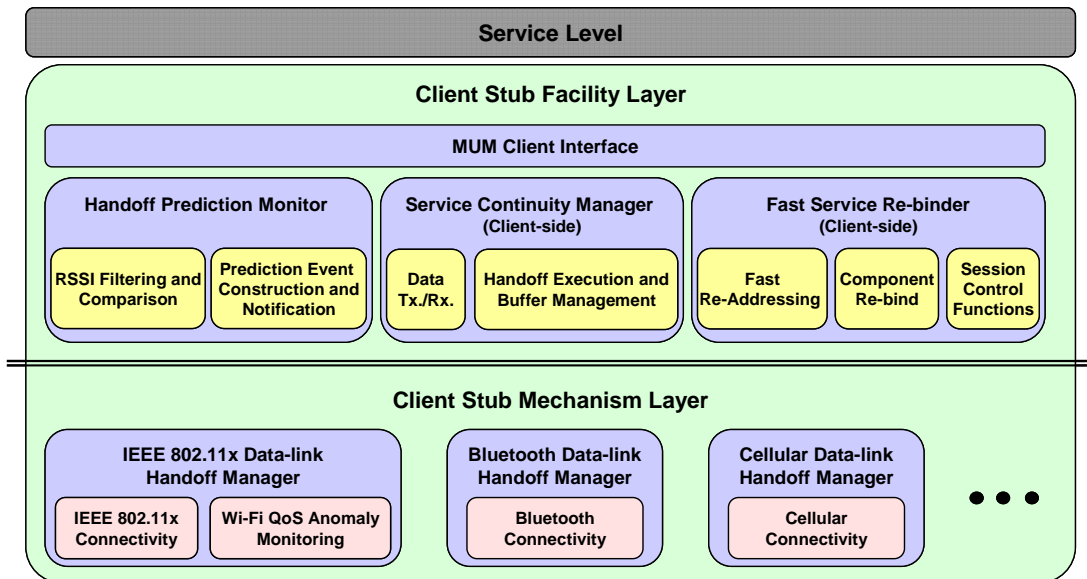 Service Level
Client Stub Facility Layer
MUM Client Interface
Handoff Prediction Monitor
RSSI Filtering and
Comparison
Prediction Event
Construction and
Notification
Service Continuity Manager
(Client-side)
Data
Tx./Rx.
Handoff Execution and
Buffer Management
Fast Service Re-binder
(Client-side)
Fast
Re-Addressing
Component
Re-bind
Session
Control
Functions
Client Stub Mechanism Layer
IEEE 802.11x Data-link
Handoff Manager
IEEE 802.11x
Connectivity
Wi-Fi QoS Anomaly
Monitoring
Bluetooth Data-link
Handoff Manager
Bluetooth
Connectivity
Cellular Data-link
Handoff Manager
Cellular
Connectivity